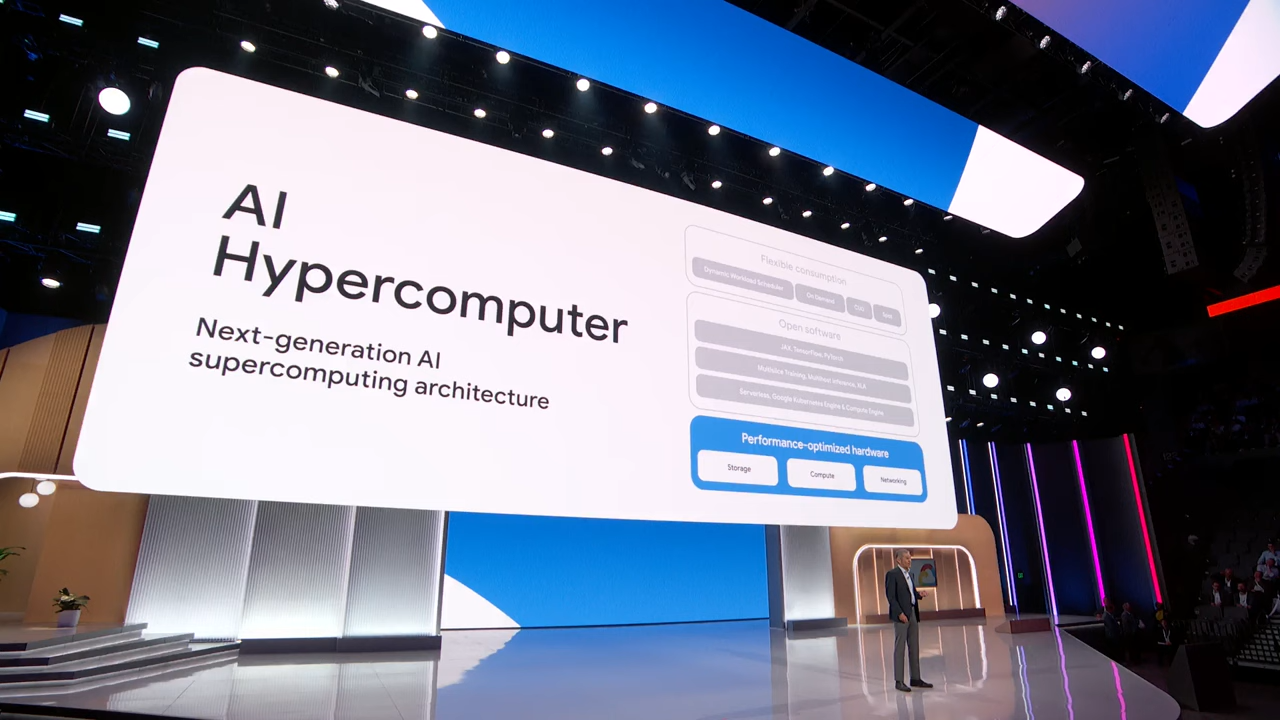 AI
Hypercomputer
Next-generation AI
supercomputing architecture
Flexible consumption
Dynamic Workload Scheduler
On Demand
CUD
Spot
Open software
JAX, TensorFlow, PyTorch
Multislice Training, Multihost Inference, XLA
Serverless, Google Kubernetes Engine & Compute Engine
Performance-optimized hardware
Storage
Compute
Networking